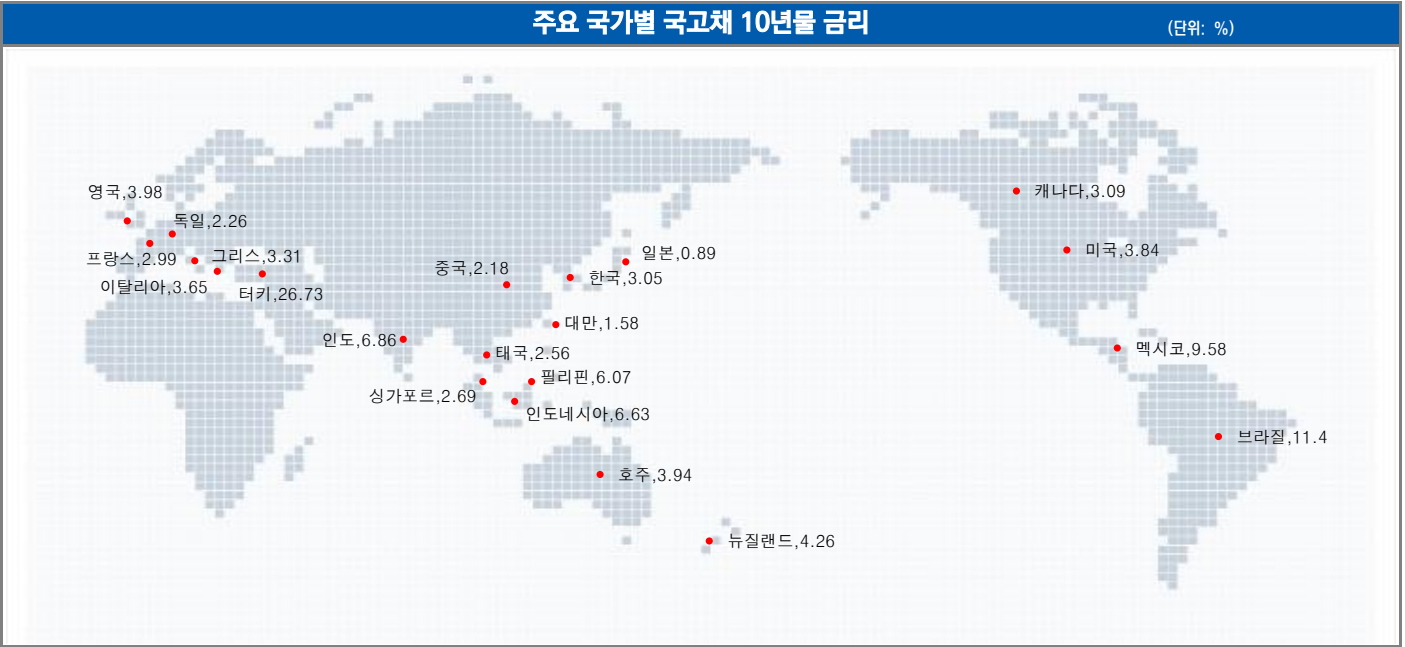 주요 국가별 국고채 10년물 금리
(단위: %)
영국,3.98
캐나다,3.09
독일,2.26
미국,3.84
일본,0.89
프랑스,2.99
그리스,3.31
중국,2.18
한국,3.05
이탈리아,3.65
터키,26.73
대만,1.58
인도,6.86
멕시코,9.58
태국,2.56
필리핀,6.07
싱가포르,2.69
인도네시아,6.63
브라질,11.4
호주,3.94
뉴질랜드,4.26